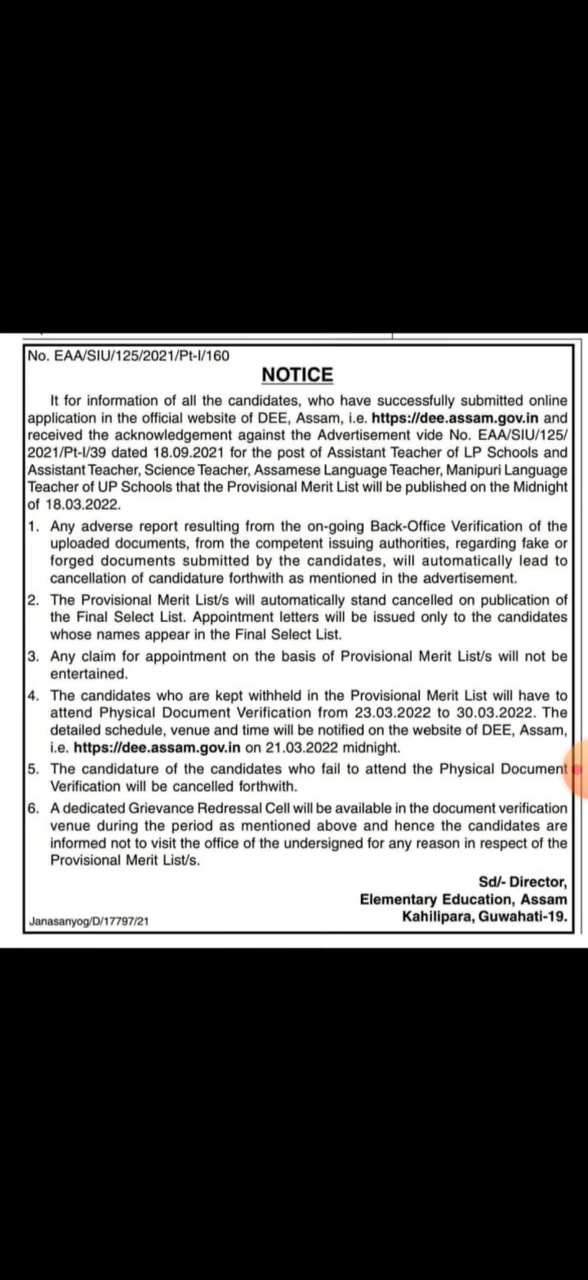 No. EAA/SIU/125/2021/Pt-I/160
NOTICE
It for information of all the candidates, who have successfully submitted online
application in the official website of DEE, Assam, i.e. https://dee.assam.gov.in and
received the acknowledgement against the Advertisement vide No. EAA/SIU/125/
2021/Pt-I/39 dated 18.09.2021 for the post of Assistant Teacher of LP Schools and
Assistant Teacher, Science Teacher, Assamese Language Teacher, Manipuri Language
Teacher of UP Schools that the Provisional Merit List will be published on the Midnight
of 18.03.2022.
1. Any adverse report resulting from the on-going Back-Office Verification of the
uploaded documents, from the competent issuing authorities, regarding fake or
forged documents submitted by the candidates, will automatically lead to
cancellation of candidature forthwith as mentioned in the advertisement.
2. The Provisional Merit List/s will automatically stand cancelled on publication of
the Final Select List. Appointment letters will be issued only to the candidates
whose names appear in the Final Select List.
3. Any claim for appointment on the basis of Provisional Merit List/s will not be
entertained.
4. The candidates who are kept withheld in the Provisional Merit List will have to
attend Physical Document Verification from 23.03.2022 to 30.03.2022. The
detailed schedule, venue and time will be notified on the website of DEE, Assam,
i.e. https://dee.assam.gov.in on 21.03.2022 midnight.
5. The candidature of the candidates who fail to attend the Physical Document
Verification will be cancelled forthwith.
6. A dedicated Grievance Redressal Cell will be available in the document verification
venue during the period as mentioned above and hence the candidates are
informed not to visit the office of the undersigned for any reason in respect of the
Provisional Merit List/s.
Sd/- Director,
Elementary Education, Assam
Kahilipara, Guwahati-19.
Janasanyog/D/17797/21